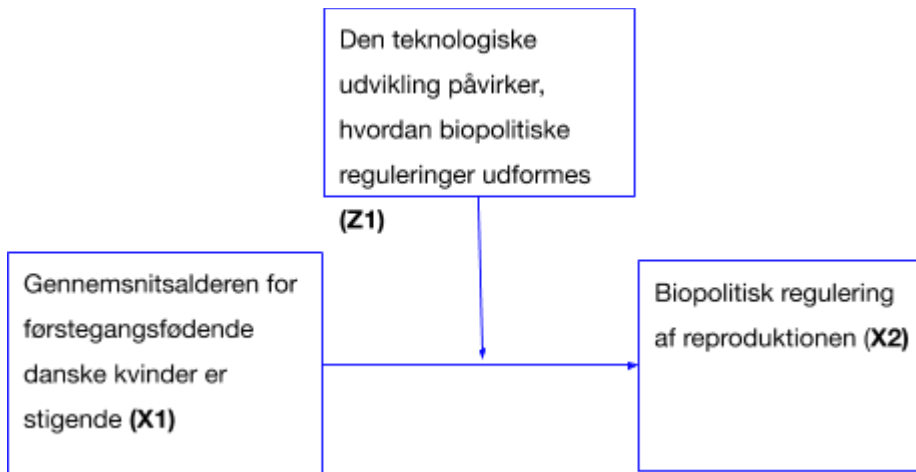 Den teknologiske
udvikling påvirker,
hvordan biopolitiske
reguleringer udformes
(Z1)
Gennemsnitsalderen for
førstegangsfødende
danske kvinder er
stigende (X1)
Biopolitisk regulering
af reproduktionen (X2)